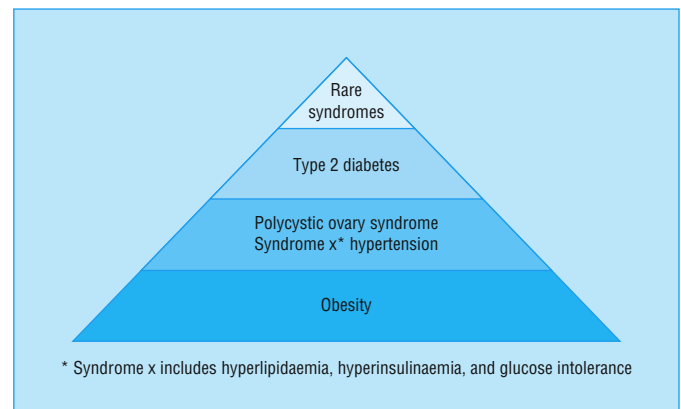 Rare
syndromes
Type 2 diabetes
Polycystic ovary syndrome
Syndrome x* hypertension
Obesity
* Syndrome x includes hyperlipidaemia, hyperinsulinaemia, and glucose intolerance